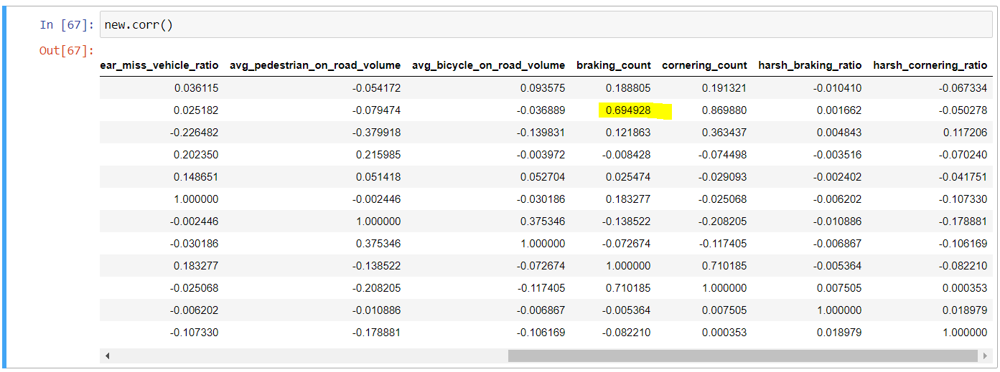 In [67]: new.corr()
Out[67]:
ear_miss_vehicle_ratio avg_pedestrian_on_road_volume avg_bicycle_on_road_volume braking_count cornering_count harsh_braking_ratio harsh_cornering_ratio
0.036115 -0.054172 0.093575 0.188805 0.191321 -0.010410 -0.067334
0.025182 -0.079474 -0.036889 0.694928 0.869880 0.001662 -0.050278
-0.226482 -0.379918 -0.139831 0.121863 0.363437 0.004843 0.117206
0.202350 0.215985 -0.003972 -0.008428 -0.074498 -0.003516 -0.070240
0.148651 0.051418 0.052704 0.025474 -0.029093 -0.002402 -0.041751
1.000000 -0.002446 -0.030186 0.183277 -0.025068 -0.006202 -0.107330
-0.002446 1.000000 0.375346 -0.138522 -0.208205 -0.010886 -0.178881
-0.030186 0.375346 1.000000 -0.072674 -0.117405 -0.006867 -0.106169
0.183277 -0.138522 -0.072674 1.000000 0.710185 -0.005364 -0.082210
-0.025068 -0.208205 -0.117405 0.710185 1.000000 0.007505 0.000353
-0.006202 -0.010886 -0.006867 -0.005364 0.007505 1.000000 0.018979
-0.107330 -0.178881 -0.106169 -0.082210 0.000353 0.018979 1.000000